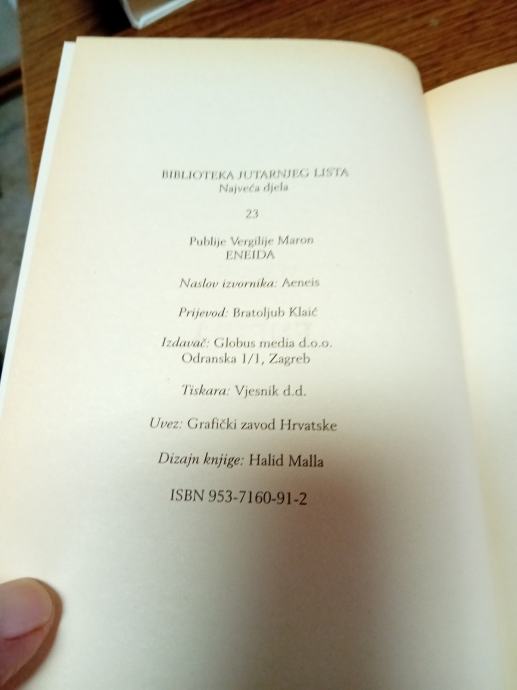 BIBLIOTEKA JUTARNJEG LISTA
Najveća djela
23
Publije Vergilije Maron
ENEIDA
Naslov izvornika: Aeneis
Prijevod: Bratoljub Klaić
Izdavač: Globus media d.o.o.
Odranska 1/1, Zagreb
Tiskara: Vjesnik d.d.
Uvez: Grafički zavod Hrvatske
Dizajn knjige: Halid Malla
ISBN 953-7160-91-2